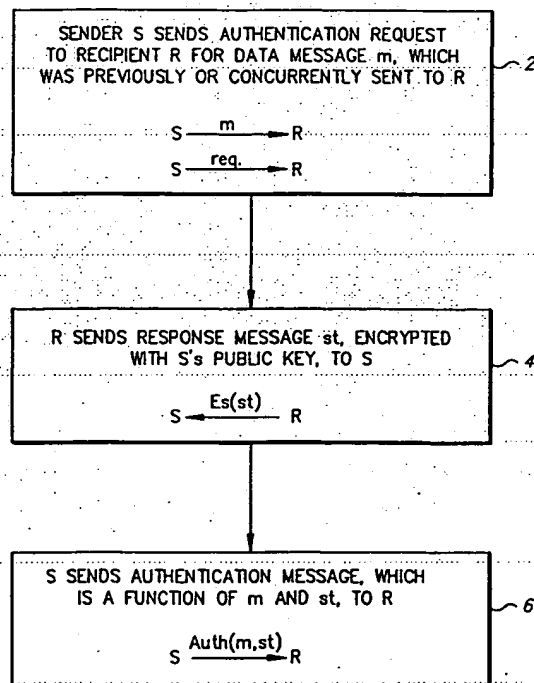 SENDER S SENDS AUTHENTICATION REQUEST
TO RECIPIENT R FOR DATA MESSAGE m, WHICH
WAS PREVIOUSLY OR CONCURRENTLY SENT TO R
2
S m R
S req. R
R SENDS RESPONSE MESSAGE st, ENCRYPTED
WITH S's PUBLIC KEY, TO S
4
S Es(st) R
S SENDS AUTHENTICATION MESSAGE, WHICH
IS A FUNCTION OF m AND st, TO R
6
S Auth(m,st) R